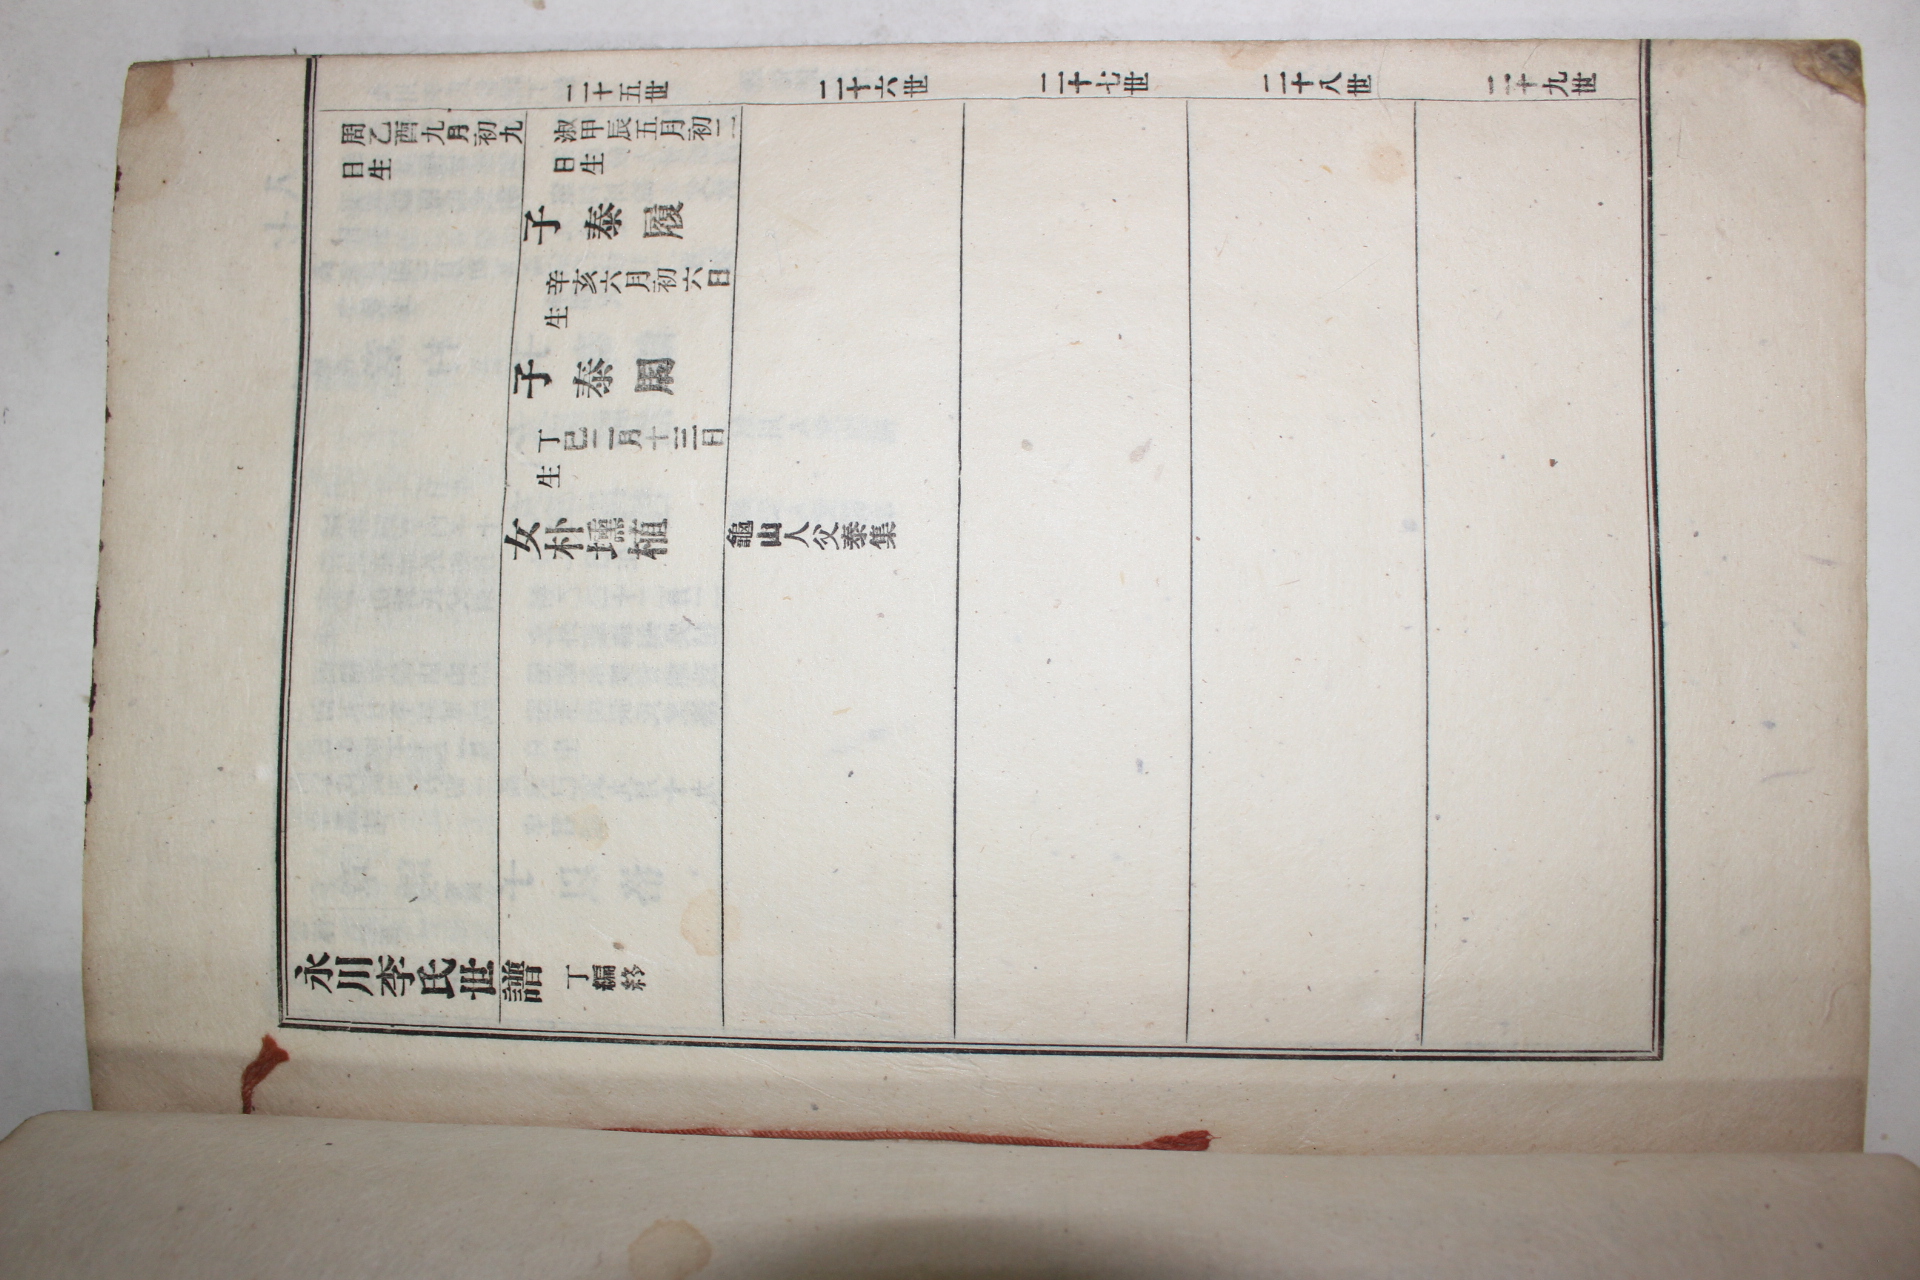 二十五世
二十六世
二十七世
二十八世
二十九世
周乙酉九月初九
日生
淑甲辰五月初二
日生
子泰履
辛亥六月初六日
生
子泰
丁巳二月十三日
生
女朴壎植
龜山人父泰集
永川李氏世譜
丁編終